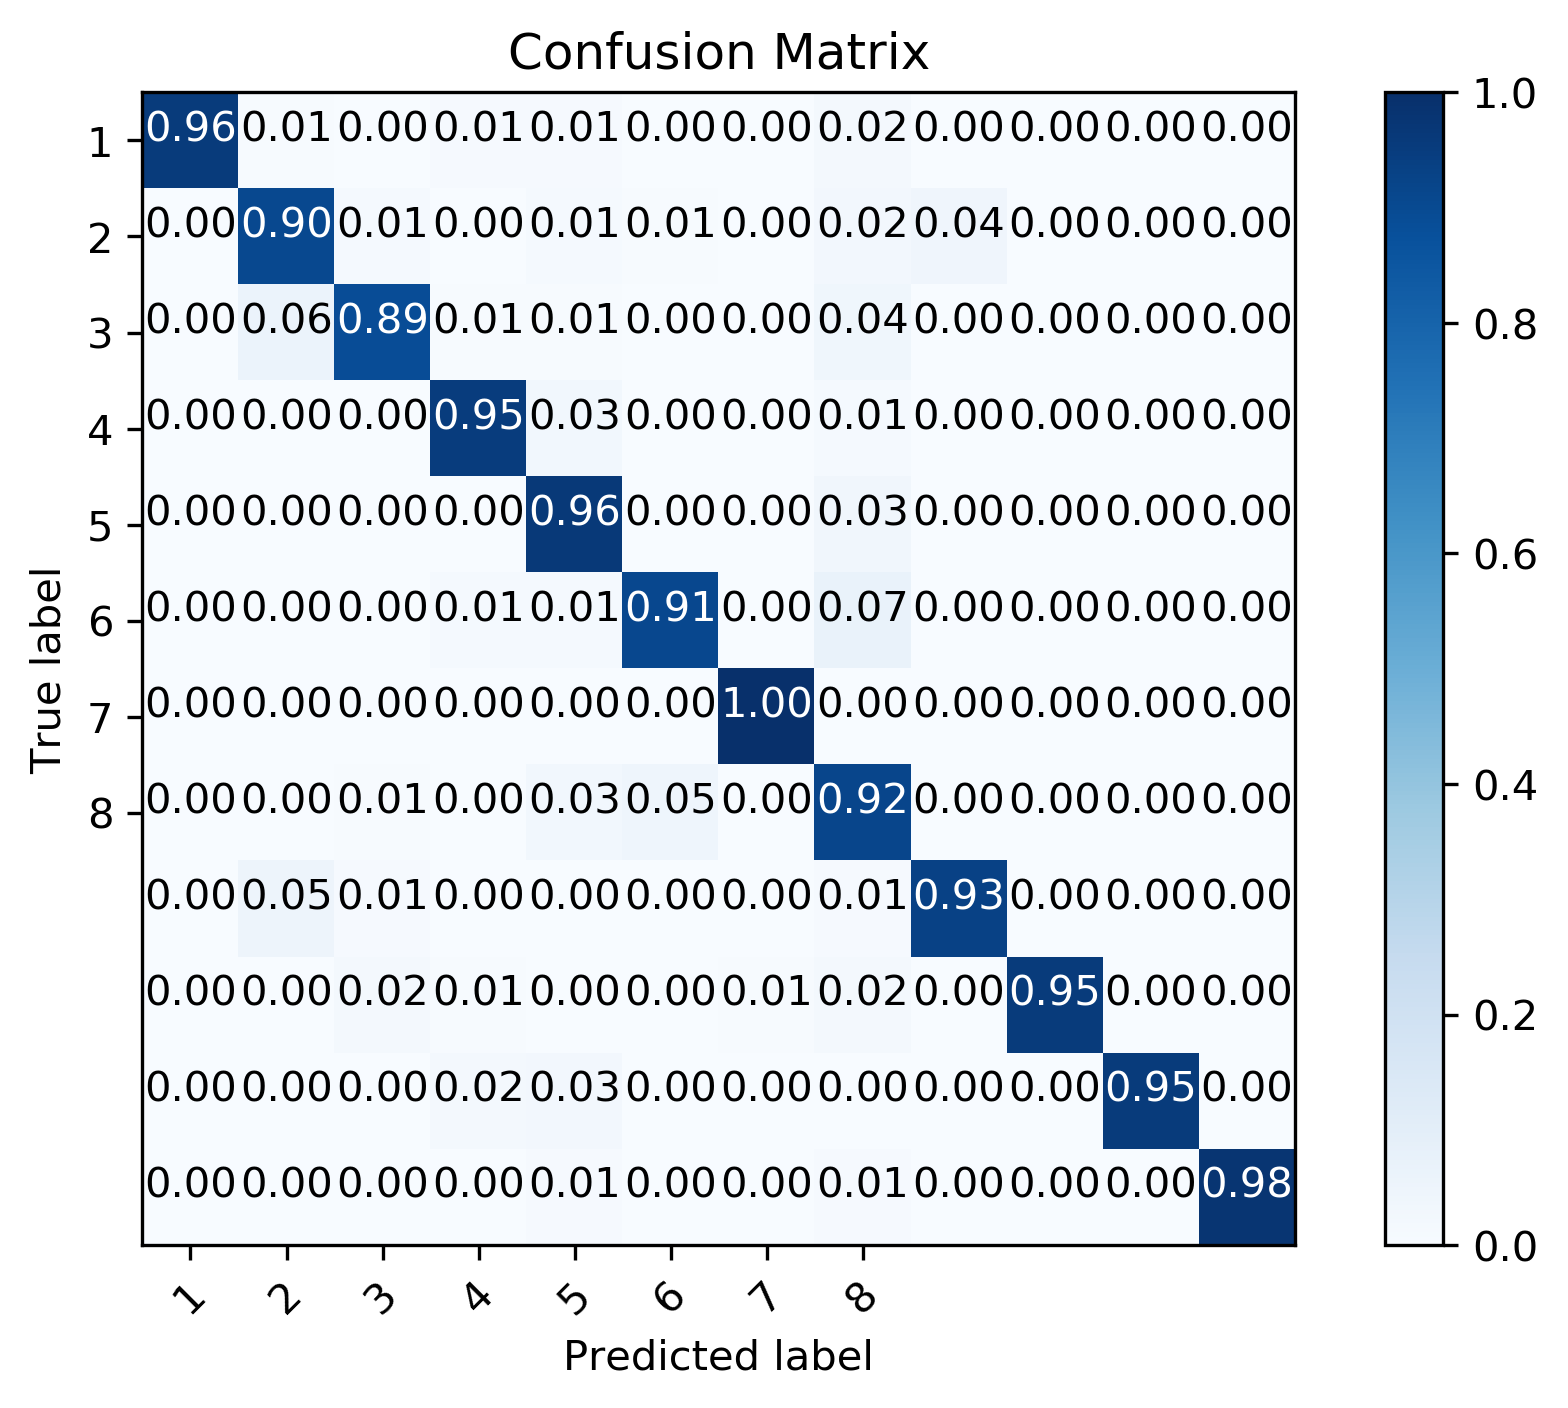 Confusion Matrix
1 0.96 0.01 0.00 0.01 0.01 0.00 0.00 0.02 0.00 0.00 0.00 0.00
2 0.00 0.90 0.01 0.00 0.01 0.01 0.00 0.02 0.04 0.00 0.00 0.00
3 0.00 0.06 0.89 0.01 0.01 0.00 0.00 0.04 0.00 0.00 0.00 0.00
4 0.00 0.00 0.00 0.95 0.03 0.00 0.00 0.01 0.00 0.00 0.00 0.00
5 0.00 0.00 0.00 0.00 0.96 0.00 0.00 0.03 0.00 0.00 0.00 0.00
6 0.00 0.00 0.00 0.01 0.01 0.91 0.00 0.07 0.00 0.00 0.00 0.00
7 0.00 0.00 0.00 0.00 0.00 0.00 1.00 0.00 0.00 0.00 0.00 0.00
8 0.00 0.00 0.01 0.00 0.03 0.05 0.00 0.92 0.00 0.00 0.00 0.00
0.00 0.05 0.01 0.00 0.00 0.00 0.00 0.01 0.93 0.00 0.00 0.00
0.00 0.00 0.02 0.01 0.00 0.00 0.01 0.02 0.00 0.95 0.00 0.00
0.00 0.00 0.00 0.02 0.03 0.00 0.00 0.00 0.00 0.00 0.95 0.00
0.00 0.00 0.00 0.00 0.01 0.00 0.00 0.01 0.00 0.00 0.00 0.98
1 2 3 4 5 6 7 8
Predicted label
True label
1.0
0.8
0.6
0.4
0.2
0.0